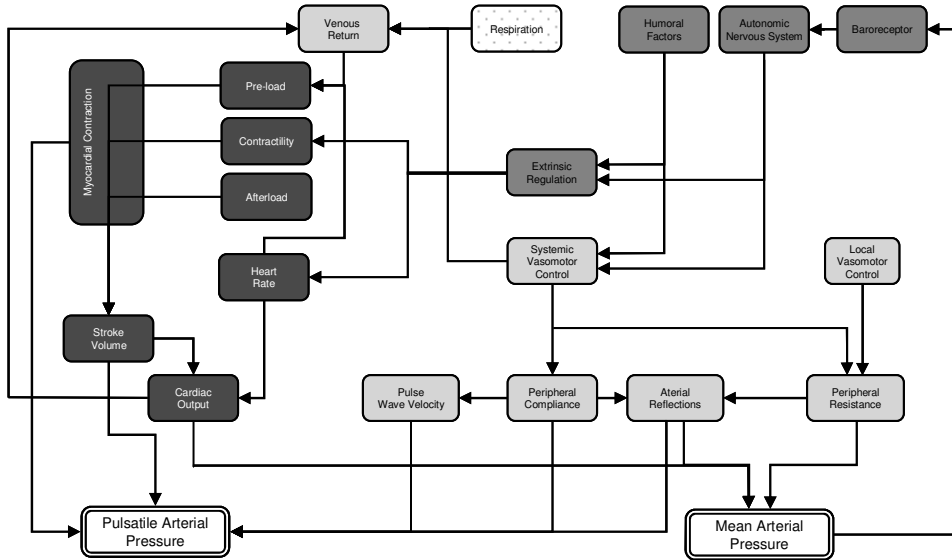 Venous
Return
Respiration
Humoral
Factors
Autonomic
Nervous System
Baroreceptor
Myocardial Contraction
Pre-load
Contractility
Afterload
Extrinsic
Regulation
Heart
Rate
Systemic
Vasomotor
Control
Local
Vasomotor
Control
Stroke
Volume
Cardiac
Output
Pulse
Wave Velocity
Peripheral
Compliance
Aterial
Reflections
Peripheral
Resistance
Pulsatile Arterial
Pressure
Mean Arterial
Pressure